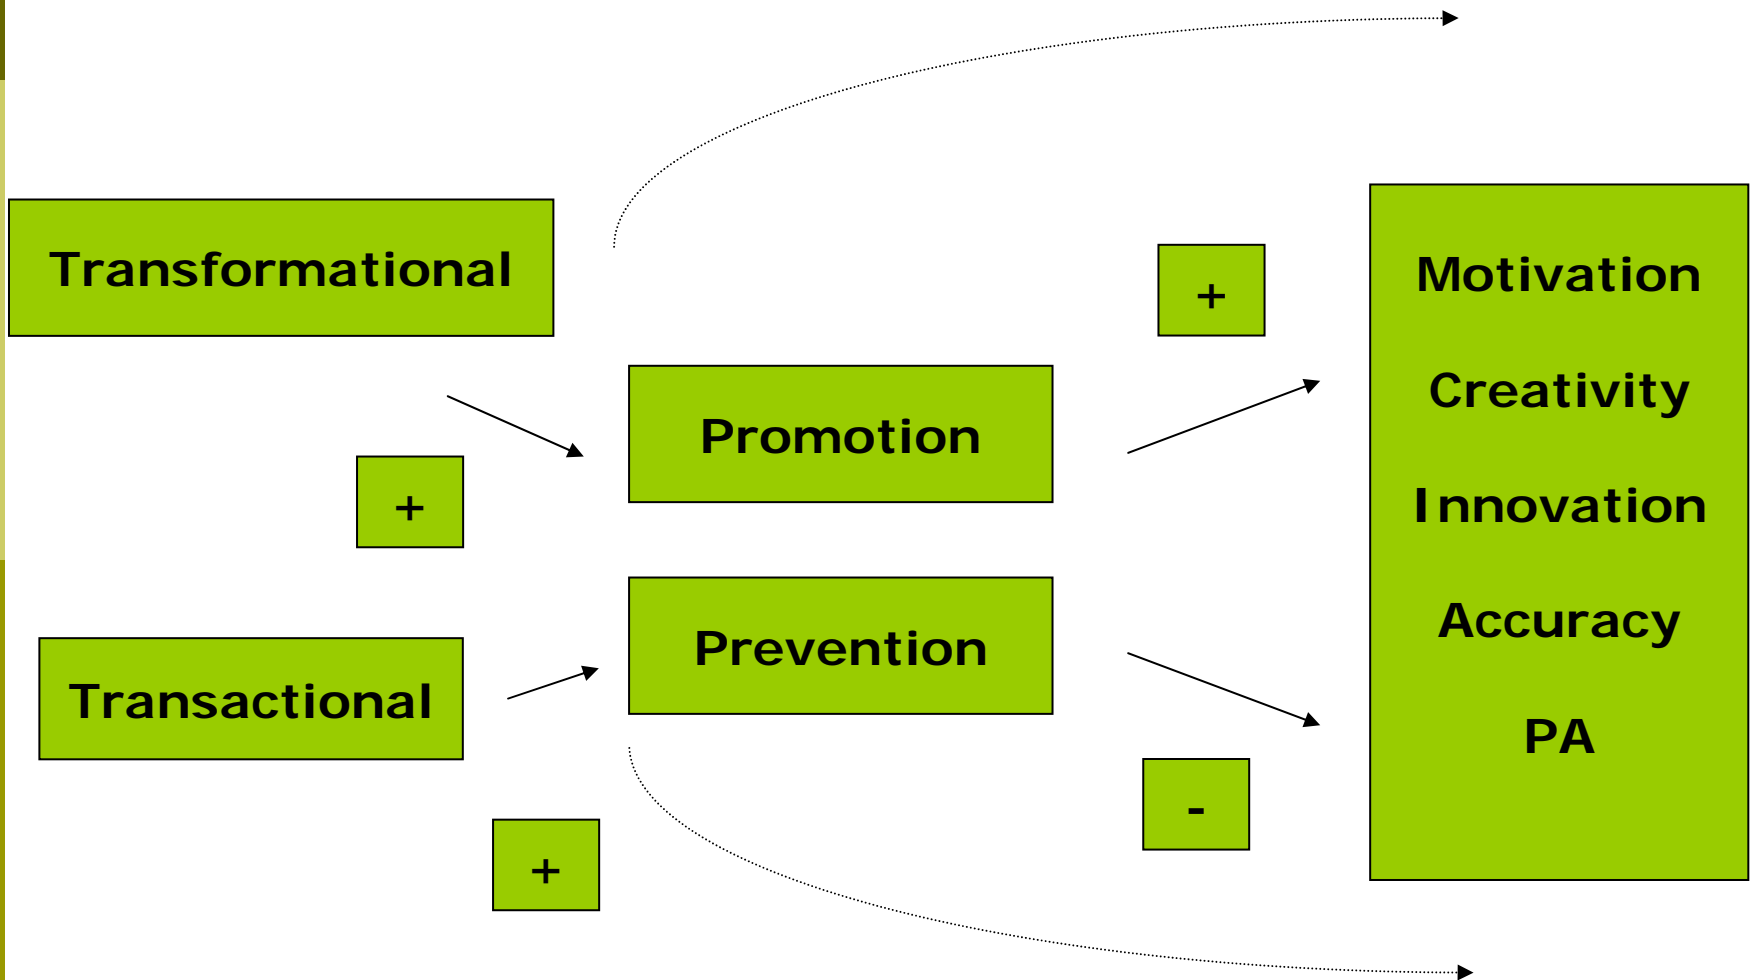 Transformational
+
Motivation
Creativity
Innovation
Accuracy
PA
Promotion
+
Prevention
Transactional
-
+